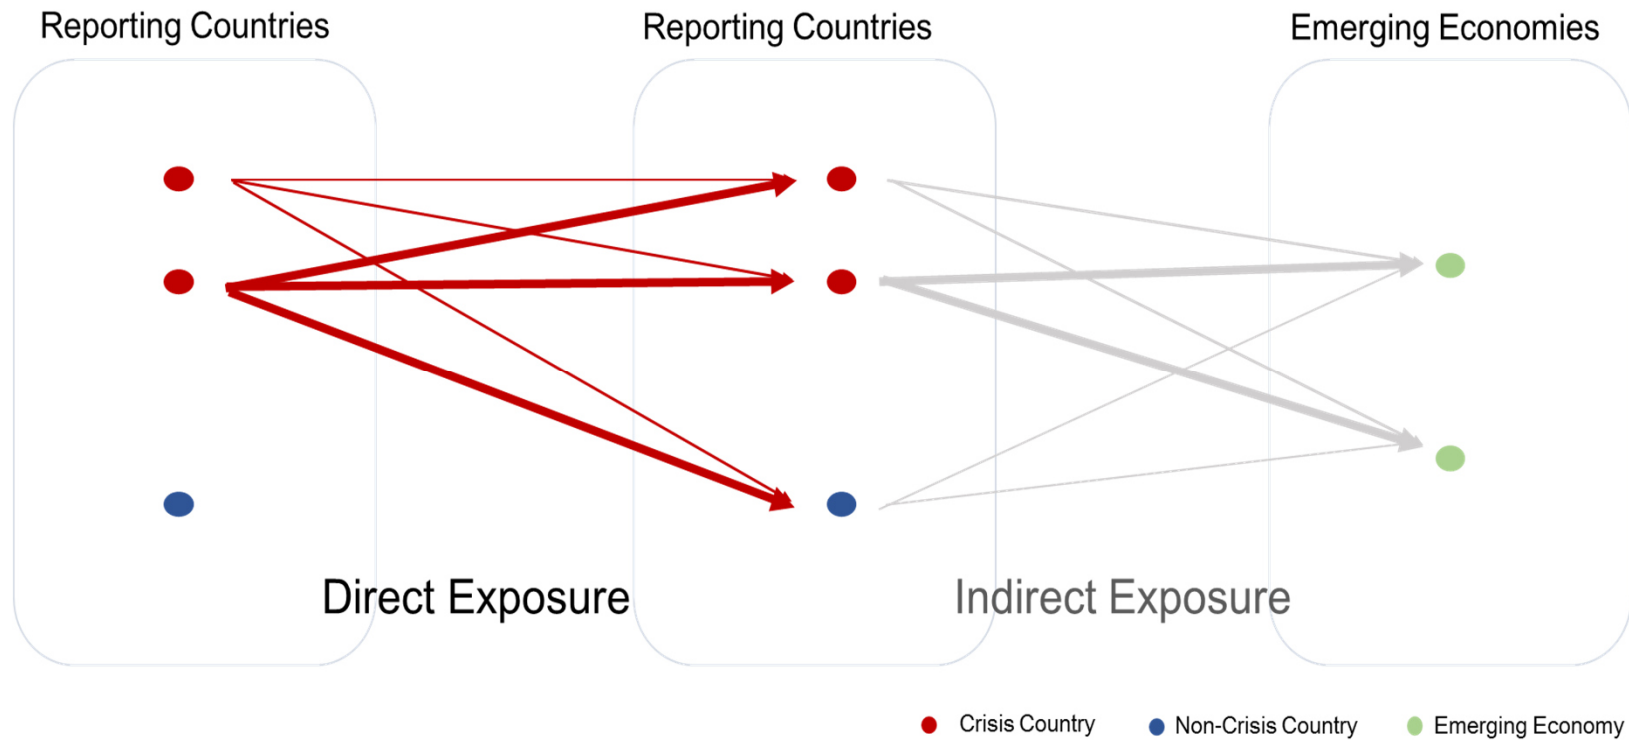 Reporting Countries
Reporting Countries
Emerging Economies
Direct Exposure
Indirect Exposure
Crisis Country
Non-Crisis Country
Emerging Economy